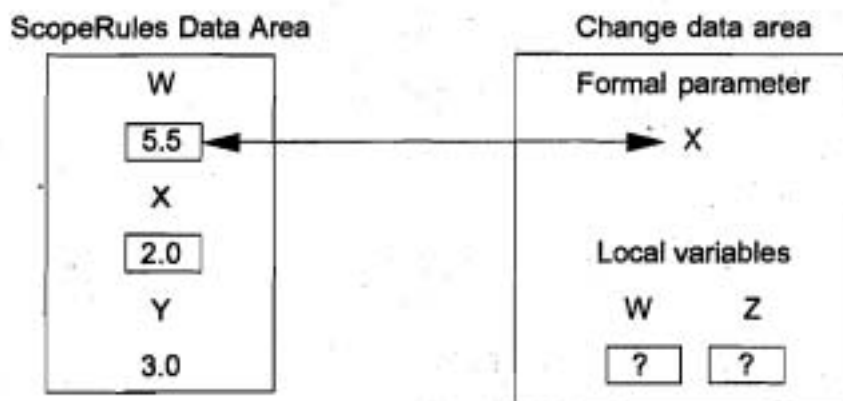 ScopeRules Data Area
W
5.5
X
2.0
Y
3.0
Change data area
Formal parameter
X
Local variables
W Z
? ?